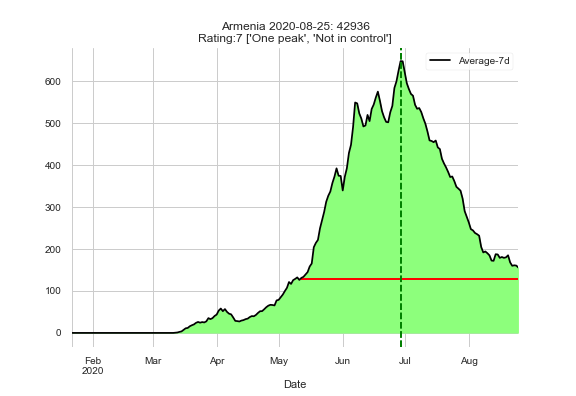 Armenia 2020-08-25: 42936
Rating:7 ['One peak', 'Not in control']
Average-7d
600
500
400
300
200
100
0
Feb
2020
Mar
Apr
May
Jun
Jul
Aug
Date